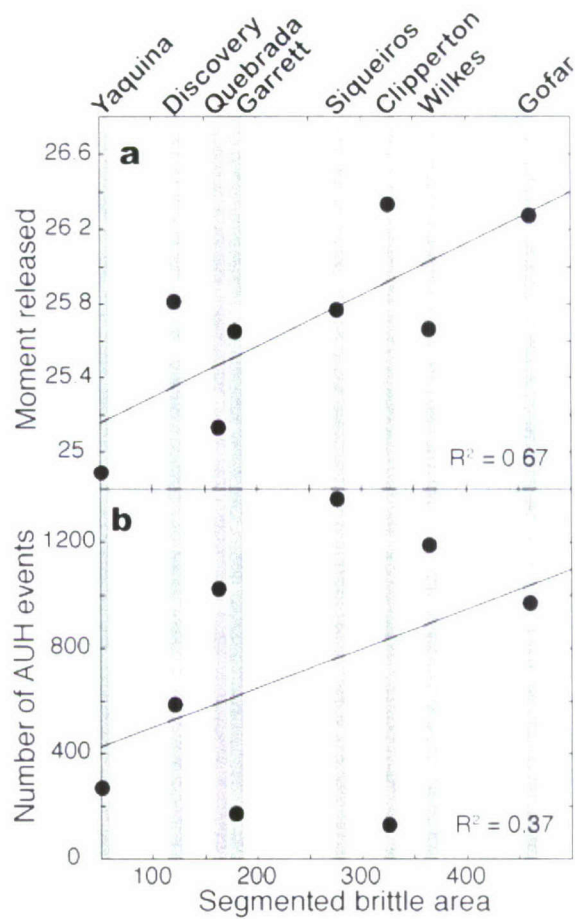 Yaquina
Discovery
Quebrada
Garrett
Siqueiros
Clipperton
Wilkes
Gofar
a
26.6
26.2
25.8
25.4
25
Moment released
R² = 0 67
b
1200
800
400
0
Number of AUH events
R² = 0.37
100 200 300 400
Segmented brittle area